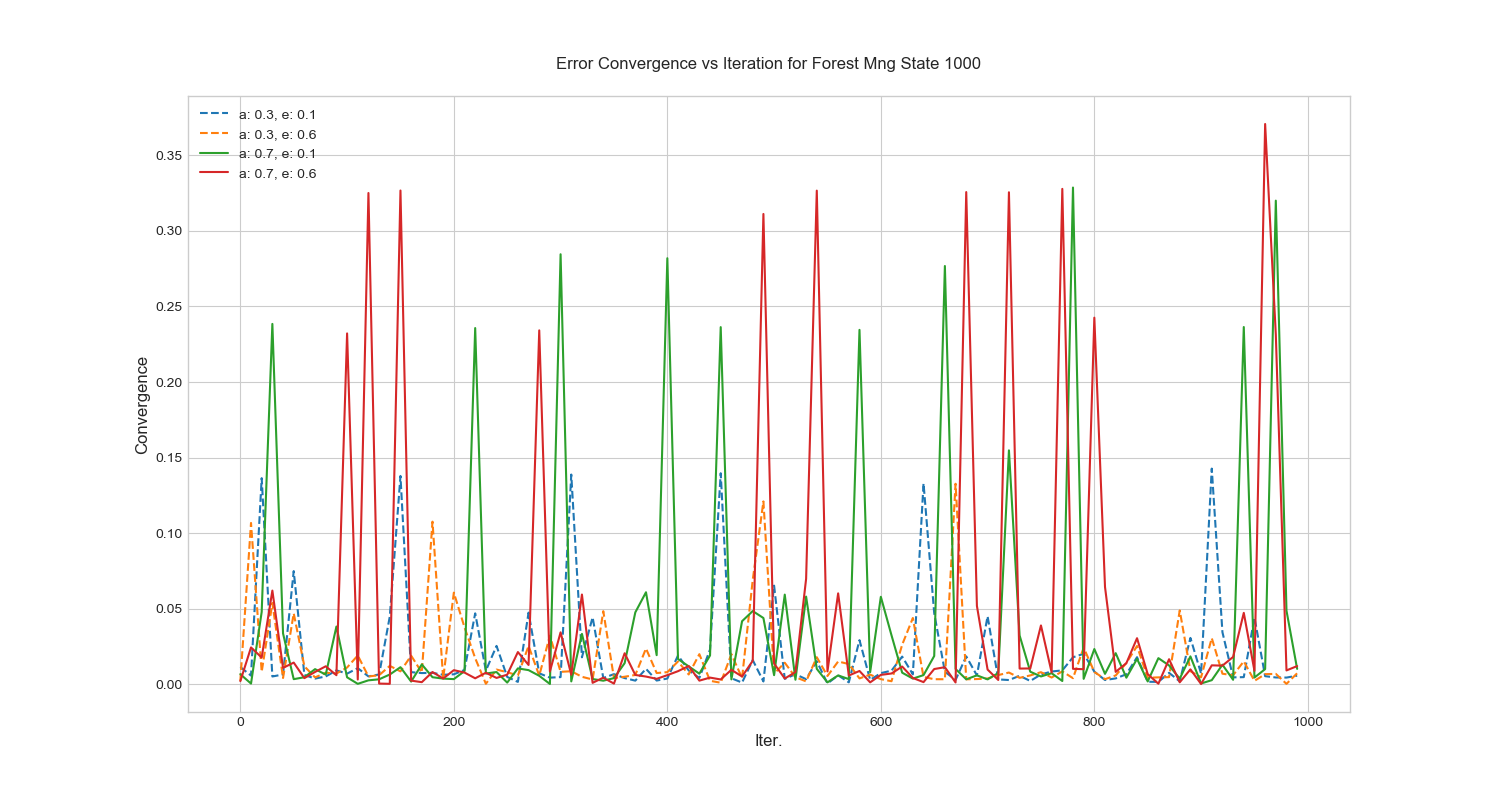 Error Convergence vs Iteration for Forest Mng State 1000
a: 0.3, e: 0.1
a: 0.3, e: 0.6
a: 0.7, e: 0.1
a: 0.7, e: 0.6
0.35
0.30
0.25
0.20
0.15
0.10
0.05
0.00
Convergence
0 200 400 600 800 1000
Iter.